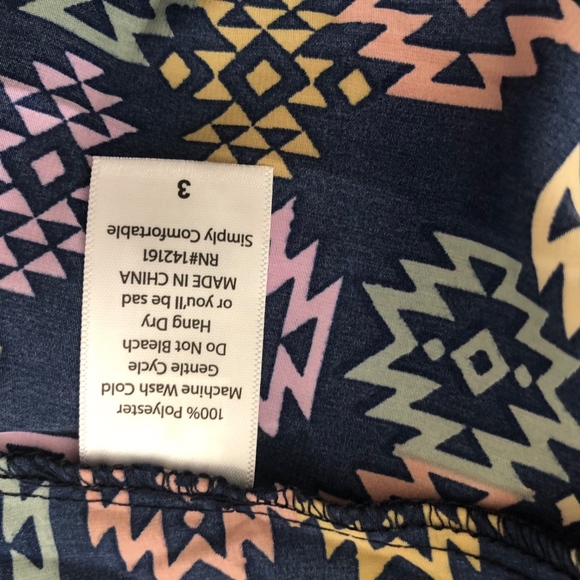 100% Polyester
Machine Wash Cold
Gentle Cycle
Do Not Bleach
Hang Dry
or you'll be sad
MADE IN CHINA
RN#142161
Simply Comfortable
3